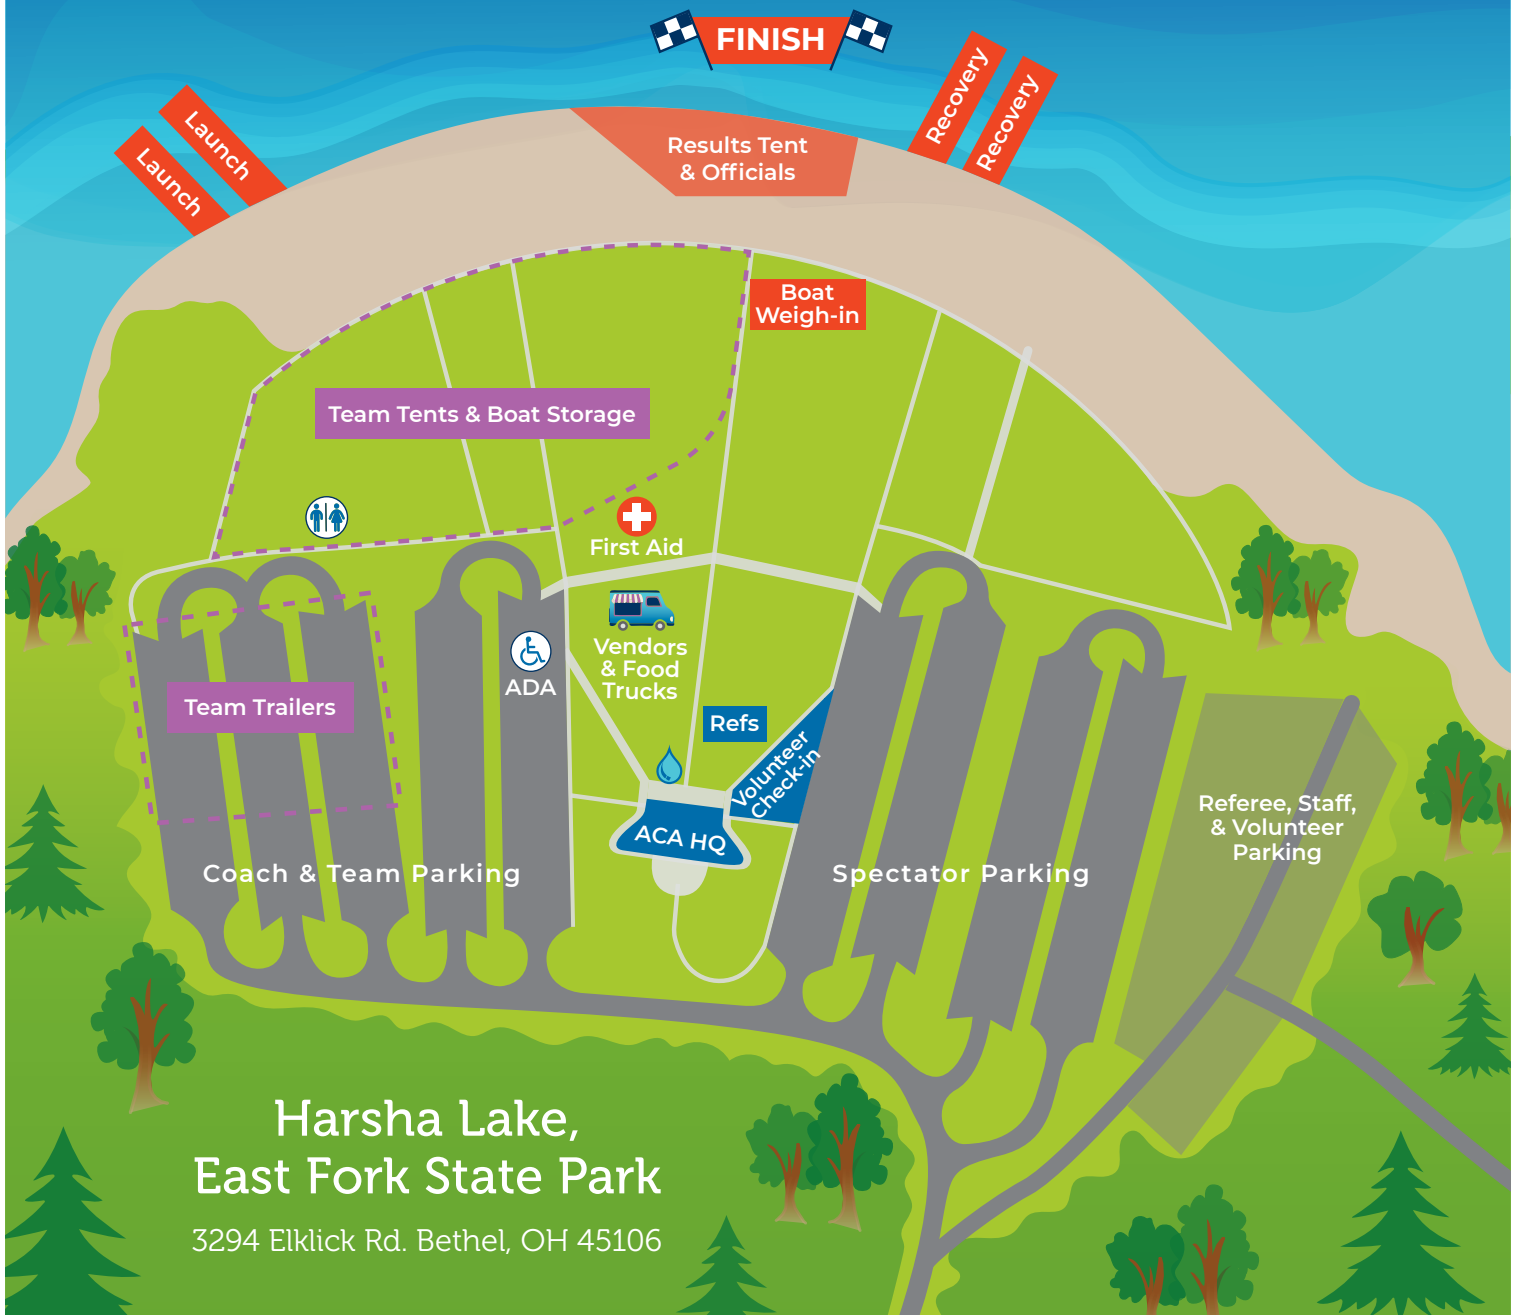 FINISH
Recovery
Recovery
Launch
Launch
Results Tent
& Officials
Boat
Weigh-in
Team Tents & Boat Storage
First Aid
Vendors
& Food
Trucks
ADA
Team Trailers
Refs
Volunteer
Check-in
ACA HQ
Referee, Staff,
& Volunteer
Parking
Coach & Team Parking
Spectator Parking
Harsha Lake,
East Fork State Park
3294 Elklick Rd. Bethel, OH 45106